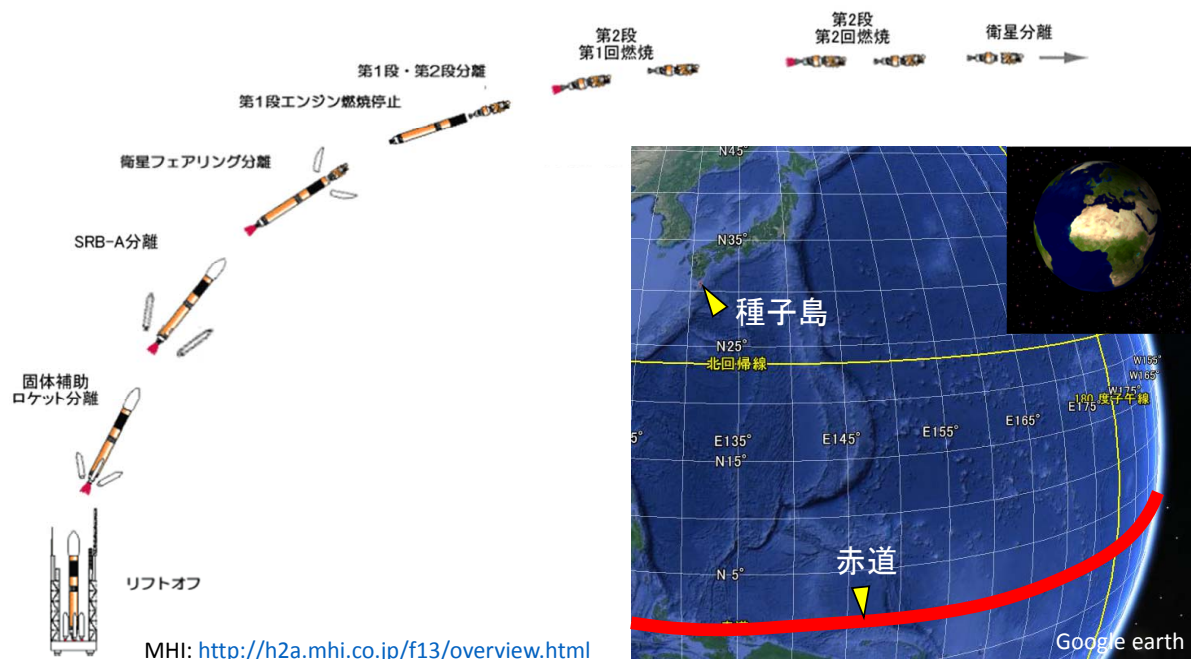 第2段
第1回燃焼
第2段
第2回燃焼
衛星分離
第1段・第2段分離
第1段エンジン燃焼停止
衛星フェアリング分離
SRB-A分離
固体補助
ロケット分離
リフトオフ
MHI: http://h2a.mhi.co.jp/f13/overview.html
N45°
N35°
種子島
N25°
北回帰線
W155°
W165°
W175°
180 度子午線
E175°
E165°
E155°
E145°
E135°
5°
N15°
N 5°
赤道
赤道
Google earth